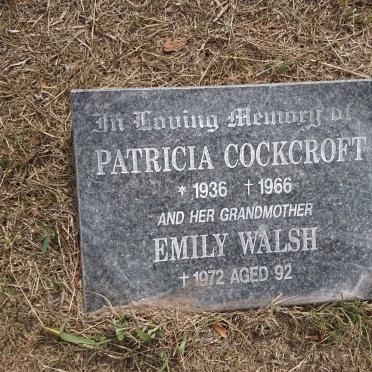 In Loving Memory of
PATRICIA COCKCROFT
* 1936 † 1966
AND HER GRANDMOTHER
EMILY WALSH
† 1972 AGED 92